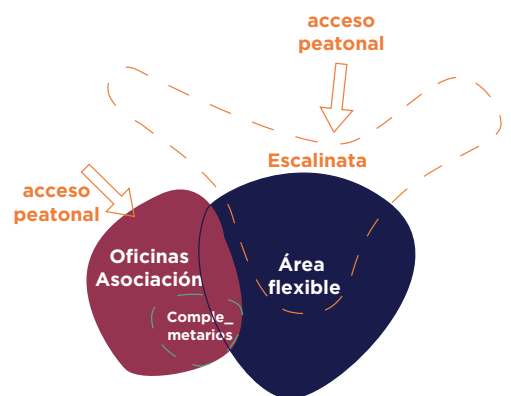 acceso
peatonal
Escalinata
acceso
peatonal
Oficinas
Asociación
Área
flexible
Comple_
metarios